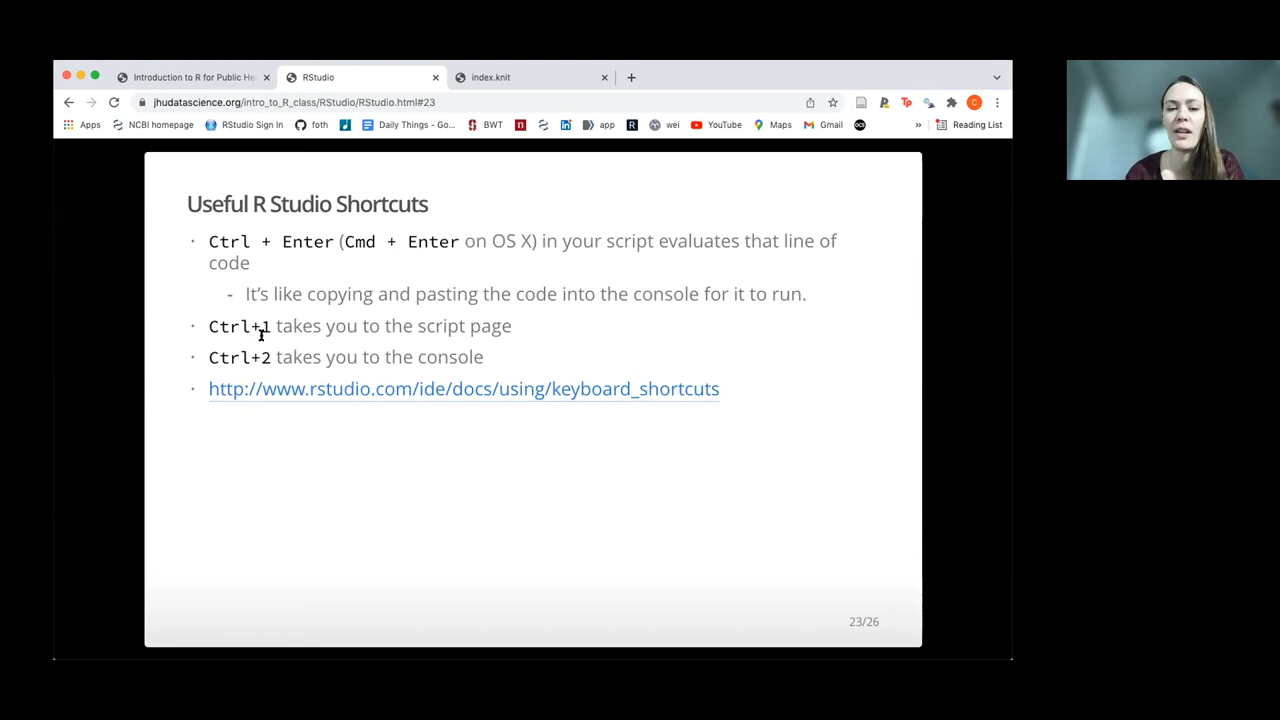 Introduction to R for Public He
RStudio
index.knit
jhudatascience.org/intro_to_R_class/RStudio/RStudio.html#23
Apps NCBI homepage RStudio Sign In foth Daily Things - Go... BWT app wei YouTube Maps Gmail » Reading List
Useful R Studio Shortcuts
· Ctrl + Enter (Cmd + Enter on OS X) in your script evaluates that line of
code
- It's like copying and pasting the code into the console for it to run.
· Ctrl+1 takes you to the script page
· Ctrl+2 takes you to the console
· http://www.rstudio.com/ide/docs/using/keyboard_shortcuts
23/26